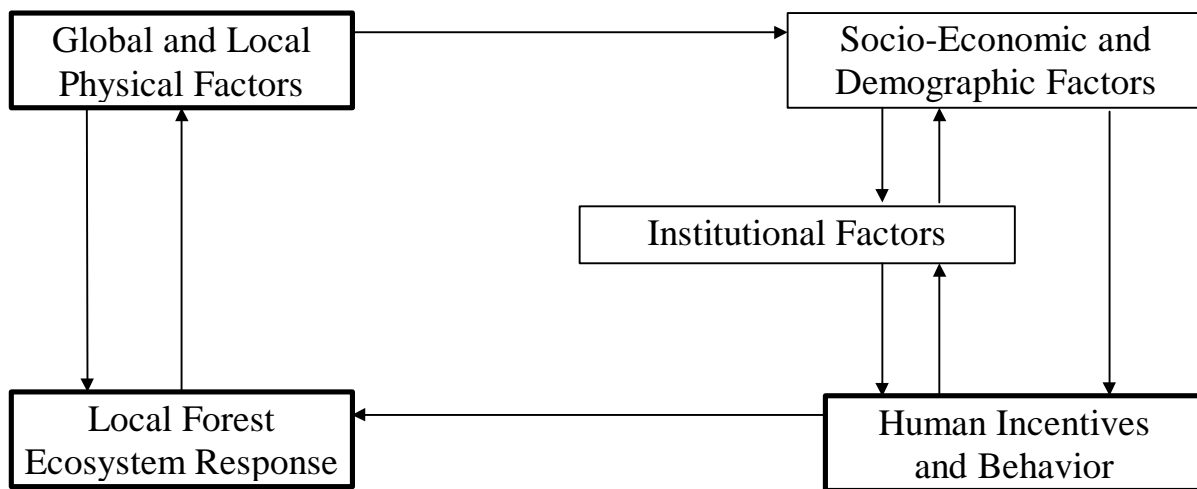 Global and Local
Physical Factors
Socio-Economic and
Demographic Factors
Institutional Factors
Local Forest
Ecosystem Response
Human Incentives
and Behavior